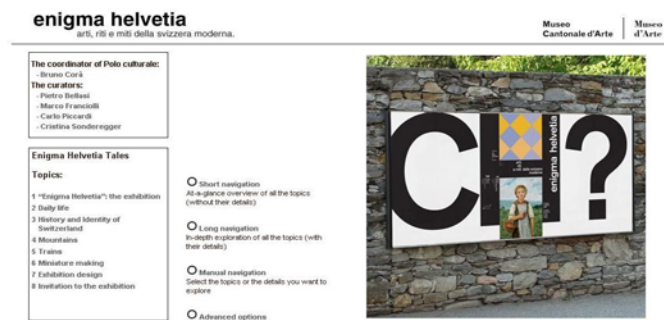 enigma helvetia
arti, riti e miti della svizzera moderna.
Museo
Cantonale d'Arte
Museo
d'Arte
The coordinator of Polo culturale:
- Bruno Corà
The curators:
- Pietro Bellasi
- Marco Franciolli
- Carlo Piccardi
- Cristina Sonderegger
Enigma Helvetia Tales
Topics:
1 "Enigma Helvetia": the exhibition
2 Daily life
3 History and Identity of
Switzerland
4 Mountains
5 Trains
6 Miniature making
7 Exhibition design
8 Invitation to the exhibition
Short navigation
At-a-glance overview of all the topics
(without their details)
Long navigation
In-depth exploration of all the topics (with
their details)
Manual navigation
Select the topics or the details you want to
explore
Advanced options
CH?
enigma helvetia